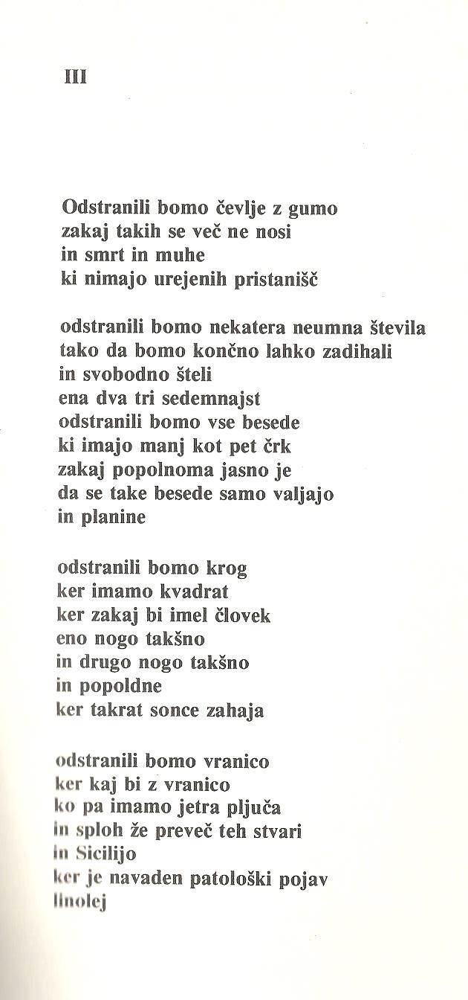 III
Odstranili bomo čevlje z gumo
zakaj takih se več ne nosi
in smrt in muhe
ki nimajo urejenih pristanišč
odstranili bomo nekatera neumna števila
tako da bomo končno lahko zadihali
in svobodno šteli
ena dva tri sedemnajst
odstranili bomo vse besede
ki imajo manj kot pet črk
zakaj popolnoma jasno je
da se take besede samo valjajo
in planine
odstranili bomo krog
ker imamo kvadrat
ker zakaj bi imel človek
eno nogo takšno
in drugo nogo takšno
in popoldne
ker takrat sonce zahaja
odstranili bomo vranico
ker kaj bi z vranico
ko pa imamo jetra pljuča
in sploh že preveč teh stvari
in Sicilijo
ker je navaden patološki pojav
linolej